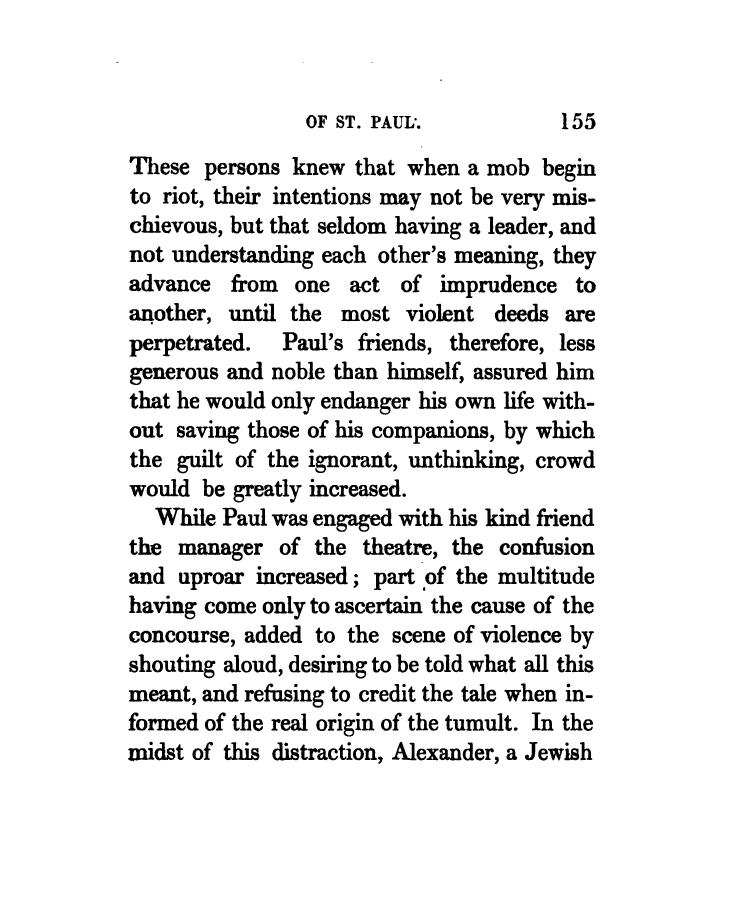 OF ST. PAUL. 155
These persons knew that when a mob begin
to riot, their intentions may not be very mis-
chievous, but that seldom having a leader, and
not understanding each other's meaning, they
advance from one act of imprudence to
another, until the most violent deeds are
perpetrated. Paul's friends, therefore, less
generous and noble than himself, assured him
that he would only endanger his own life with-
out saving those of his companions, by which
the guilt of the ignorant, unthinking, crowd
would be greatly increased.
While Paul was engaged with his kind friend
the manager of the theatre, the confusion
and uproar increased; part of the multitude
having come only to ascertain the cause of the
concourse, added to the scene of violence by
shouting aloud, desiring to be told what all this
meant, and refusing to credit the tale when in-
formed of the real origin of the tumult. In the
midst of this distraction, Alexander, a Jewish